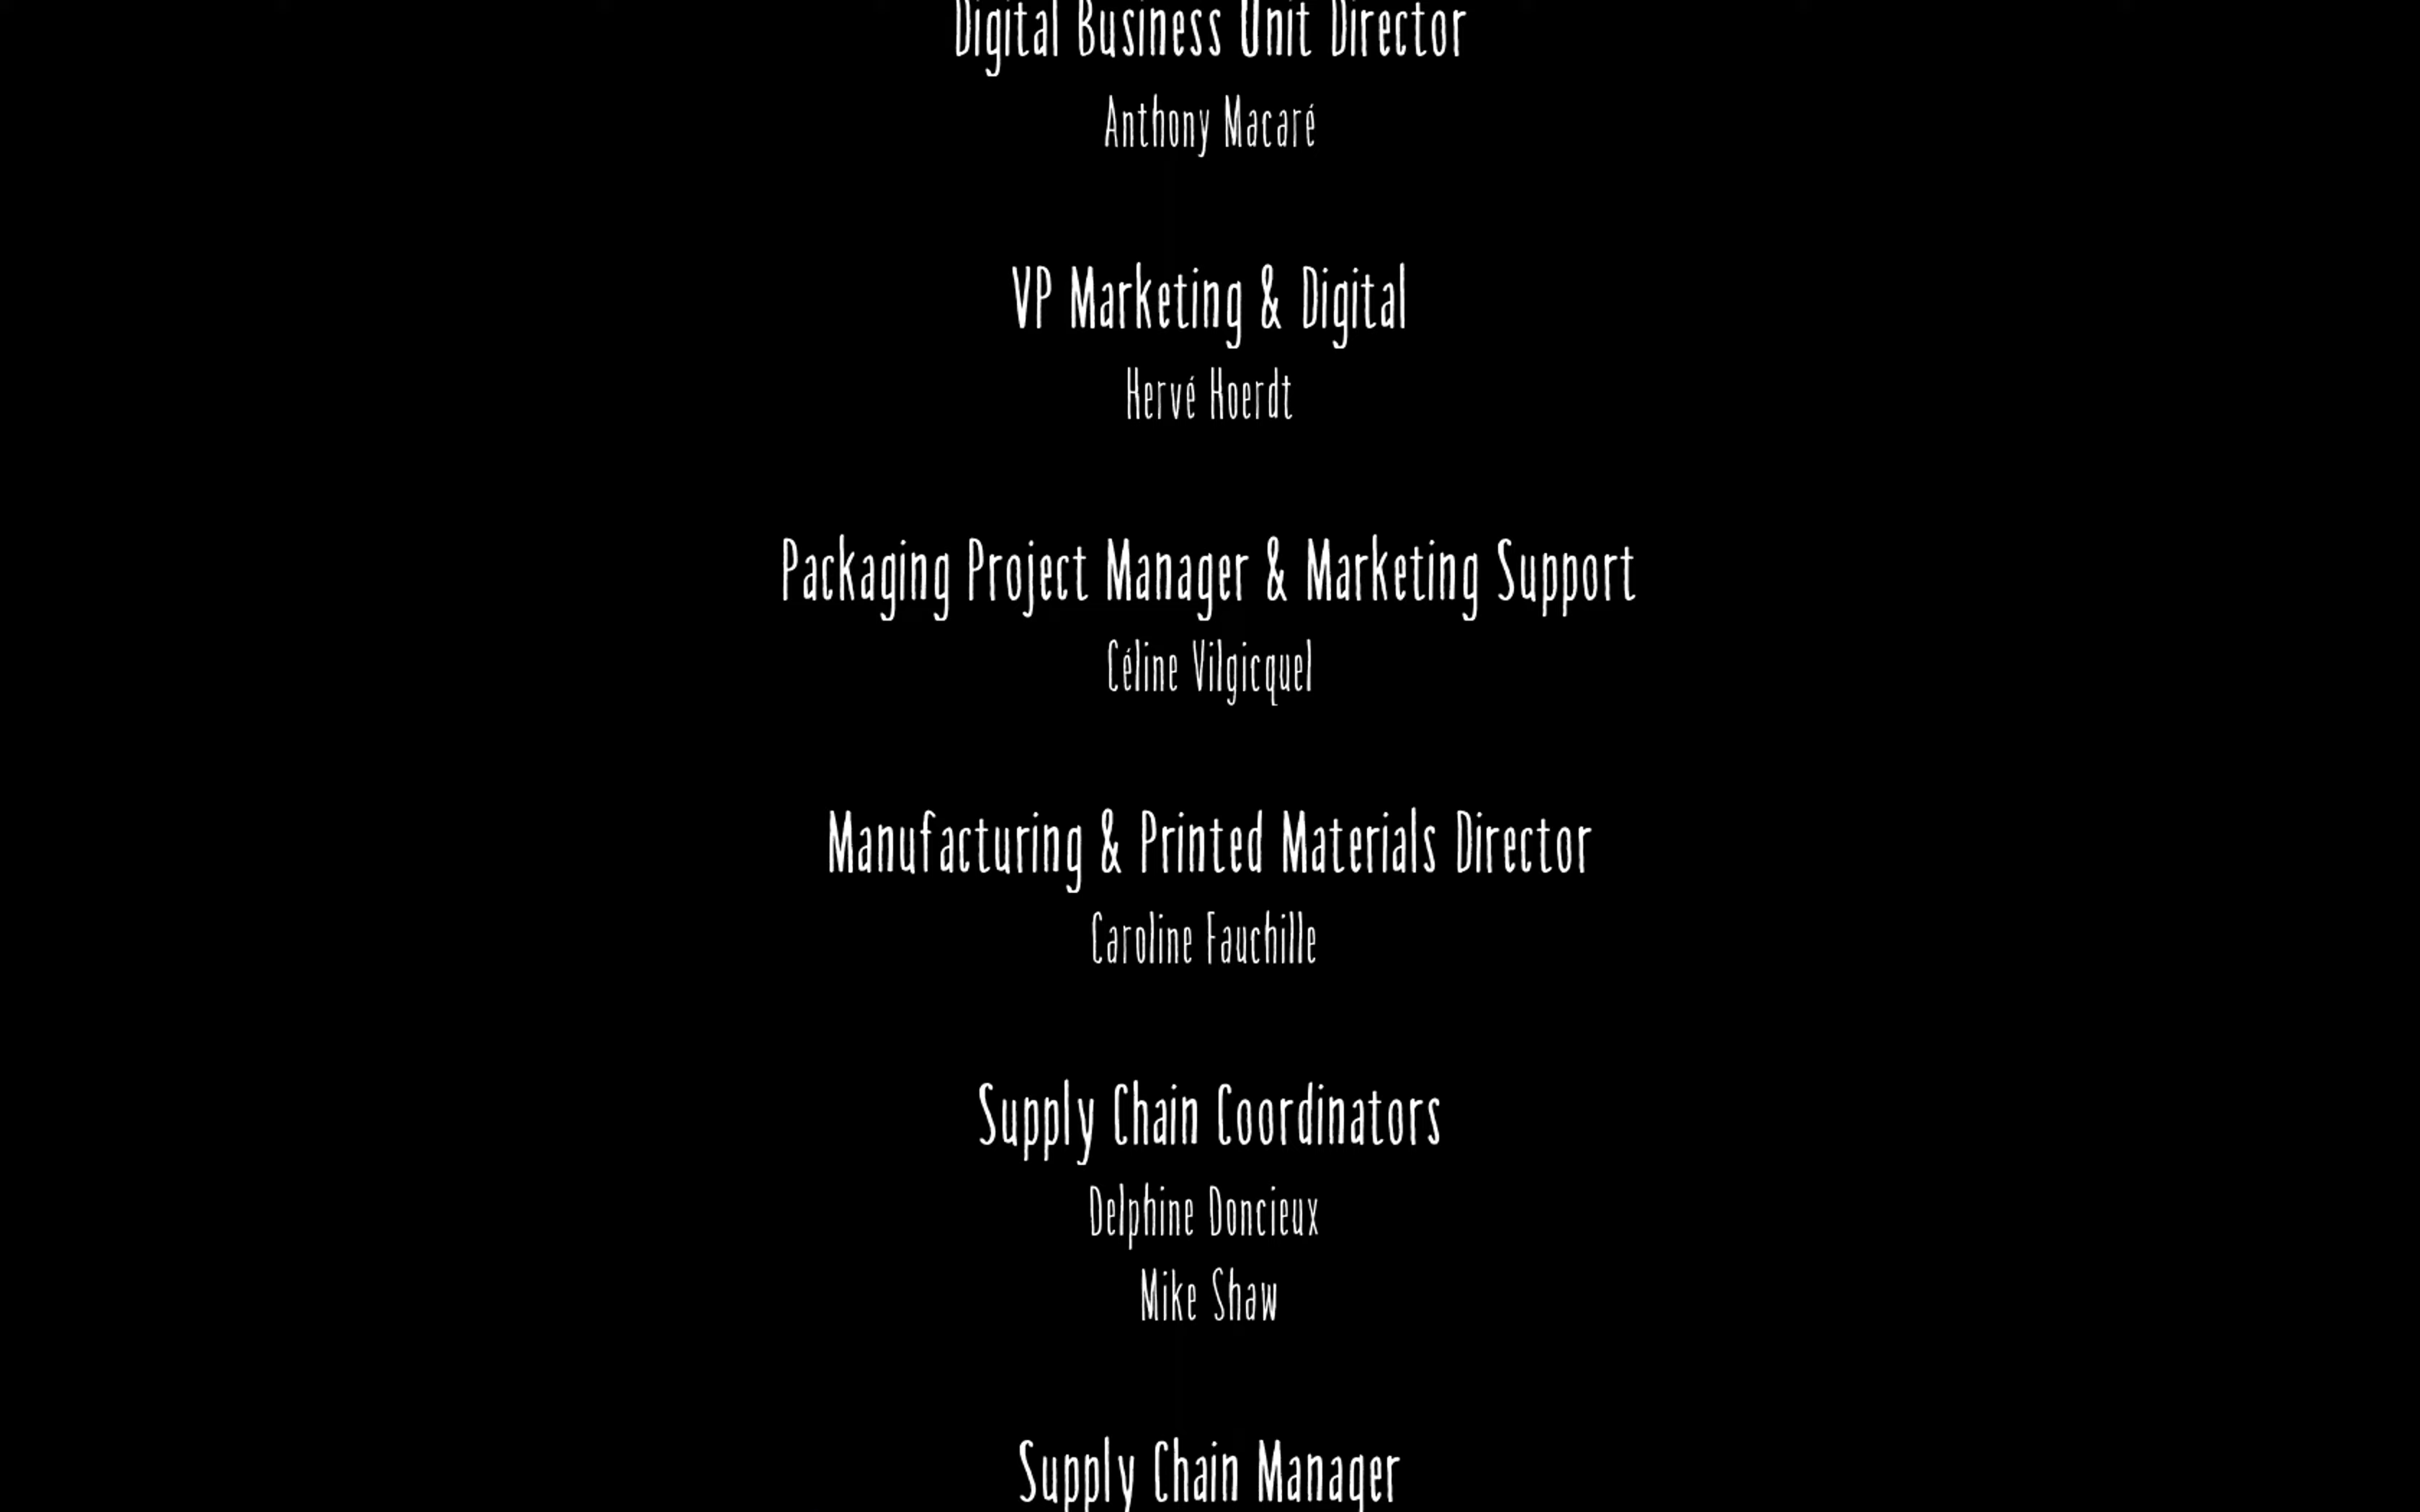 Digital Business Unit Director
Anthony Macaré
VP Marketing & Digital
Hervé Hoerdt
Packaging Project Manager & Marketing Support
Céline Vilgicquel
Manufacturing & Printed Materials Director
Caroline Fauchille
Supply Chain Coordinators
Delphine Doncieux
Mike Shaw
Supply Chain Manager